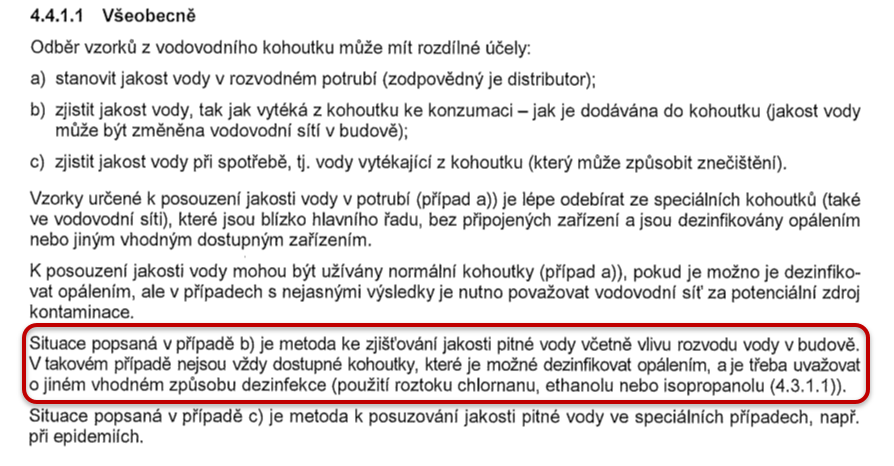 4.4.1.1 Všeobecně
Odběr vzorků z vodovodního kohoutku může mít rozdílné účely:
a) stanovit jakost vody v rozvodném potrubí (zodpovědný je distributor);
b) zjistit jakost vody, tak jak vytéká z kohoutku ke konzumaci – jak je dodávána do kohoutku (jakost vody
může být změněna vodovodní sítí v budově);
c) zjistit jakost vody při spotřebě, tj. vody vytékající z kohoutku (který může způsobit znečištění).
Vzorky určené k posouzení jakosti vody v potrubí (případ a)) je lépe odebírat ze speciálních kohoutků (také
ve vodovodní síti), které jsou blízko hlavního řadu, bez připojených zařízení a jsou dezinfikovány opálením
nebo jiným vhodným dostupným zařízením.
K posouzení jakosti vody mohou být užívány normální kohoutky (případ a)), pokud je možno je dezinfiko-
vat opálením, ale v případech s nejasnými výsledky je nutno považovat vodovodní síť za potenciální zdroj
kontaminace.
Situace popsaná v případě b) je metoda ke zjišťování jakosti pitné vody včetně vlivu rozvodu vody v budově.
V takovém případě nejsou vždy dostupné kohoutky, které je možné dezinfikovat opálením, a je třeba uvažovat
o jiném vhodném způsobu dezinfekce (použití roztoku chlornanu, ethanolu nebo isopropanolu (4.3.1.1)).
Situace popsaná v případě c) je metoda k posuzování jakosti pitné vody ve speciálních případech, např.
při epidemiích.